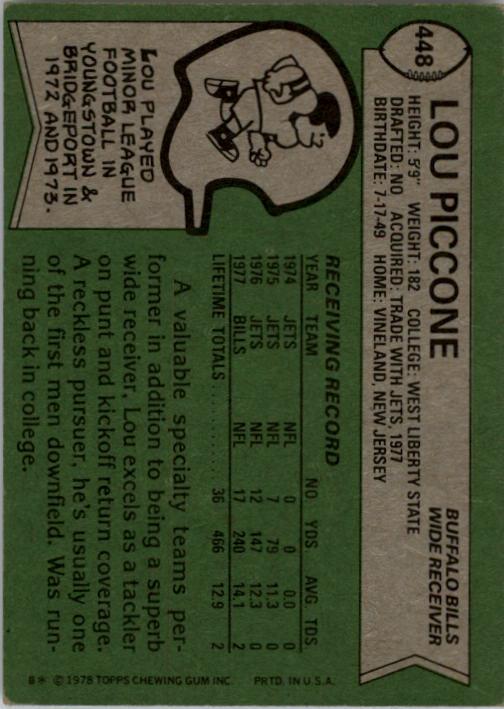 448
LOU PICCONE
BUFFALO BILLS
WIDE RECEIVER
HEIGHT: 5'9" WEIGHT: 182 COLLEGE: WEST LIBERTY STATE
DRAFTED: NO ACQUIRED: TRADE WITH JETS, 1977
BIRTHDATE: 7-17-49 HOME: VINELAND, NEW JERSEY
LOU PLAYED
MINOR LEAGUE
FOOTBALL IN
YOUNGSTOWN &
BRIDGEPORT IN
1972 AND 1973.
RECEIVING RECORD
YEAR TEAM NO YDS AVG. TDS
1974 JETS NFL 0 0 0.0 0
1975 JETS NFL 7 79 11.3 0
1976 JETS NFL 12 147 12.3 0
1977 BILLS NFL 17 240 14.1 2
LIFETIME TOTALS .......... 36 466 12.9 2
A valuable specialty teams per-
former in addition to being a superb
wide receiver, Lou excels as a tackler
on punt and kickoff return coverage.
A reckless pursuer, he's usually one
of the first men downfield. Was run-
ning back in college.
B* © 1978 TOPPS CHEWING GUM INC. PRTD. IN U.S.A.